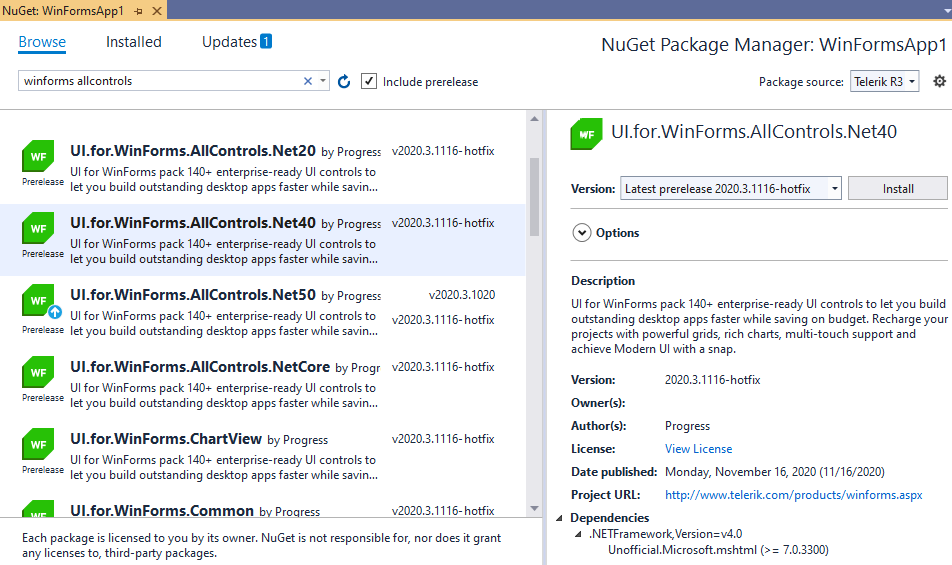 NuGet: WinFormsApp1
Browse Installed Updates 1
NuGet Package Manager: WinFormsApp1
winforms allcontrols
Include prerelease
Package source: Telerik R3
WF
Prerelease
UI.for.WinForms.AllControls.Net20 by Progress v2020.3.1116-hotfix
UI for WinForms pack 140+ enterprise-ready UI controls to
let you build outstanding desktop apps faster while savin...
WF
Prerelease
UI.for.WinForms.AllControls.Net40 by Progress v2020.3.1116-hotfix
UI for WinForms pack 140+ enterprise-ready UI controls to
let you build outstanding desktop apps faster while savin...
WF
Prerelease
UI.for.WinForms.AllControls.Net50 by Progress v2020.3.1020
UI for WinForms pack 140+ enterprise-ready UI controls to v2020.3.1116-hotfix
let you build outstanding desktop apps faster while savin...
WF
Prerelease
UI.for.WinForms.AllControls.NetCore by Progr v2020.3.1116-hotfix
UI for WinForms pack 140+ enterprise-ready UI controls to
let you build outstanding desktop apps faster while savin...
WF
Prerelease
UI.for.WinForms.ChartView by Progress v2020.3.1116-hotfix
UI for WinForms pack 140+ enterprise-ready UI controls to
let you build outstanding desktop apps faster while savin...
WF
UI.for.WinForms.Common by Progress v2020.3.1116-hotfix
Each package is licensed to you by its owner. NuGet is not responsible for, nor does it grant
any licenses to, third-party packages.
WF
UI.for.WinForms.AllControls.Net40
Version: Latest prerelease 2020.3.1116-hotfix Install
Options
Description
UI for WinForms pack 140+ enterprise-ready UI controls to let you build
outstanding desktop apps faster while saving on budget. Recharge your
projects with powerful grids, rich charts, multi-touch support and
achieve Modern UI with a snap.
Version: 2020.3.1116-hotfix
Owner(s):
Author(s): Progress
License: View License
Date published: Monday, November 16, 2020 (11/16/2020)
Project URL: http://www.telerik.com/products/winforms.aspx
Dependencies
.NETFramework,Version=v4.0
Unofficial.Microsoft.mshtml (>= 7.0.3300)